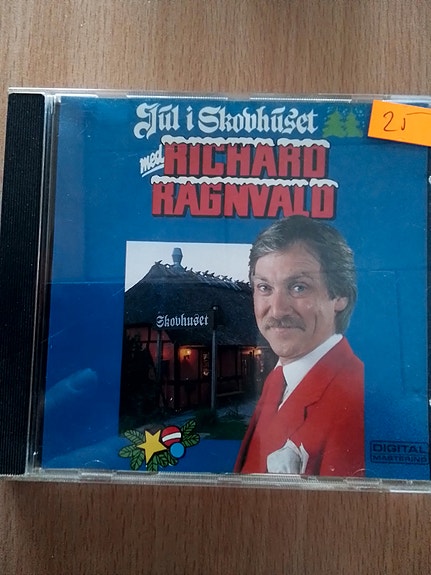 Jul i Skovhuset
med RICHARD
RAGNVALD
25
Skovhuset
DIGITAL
MASTERING